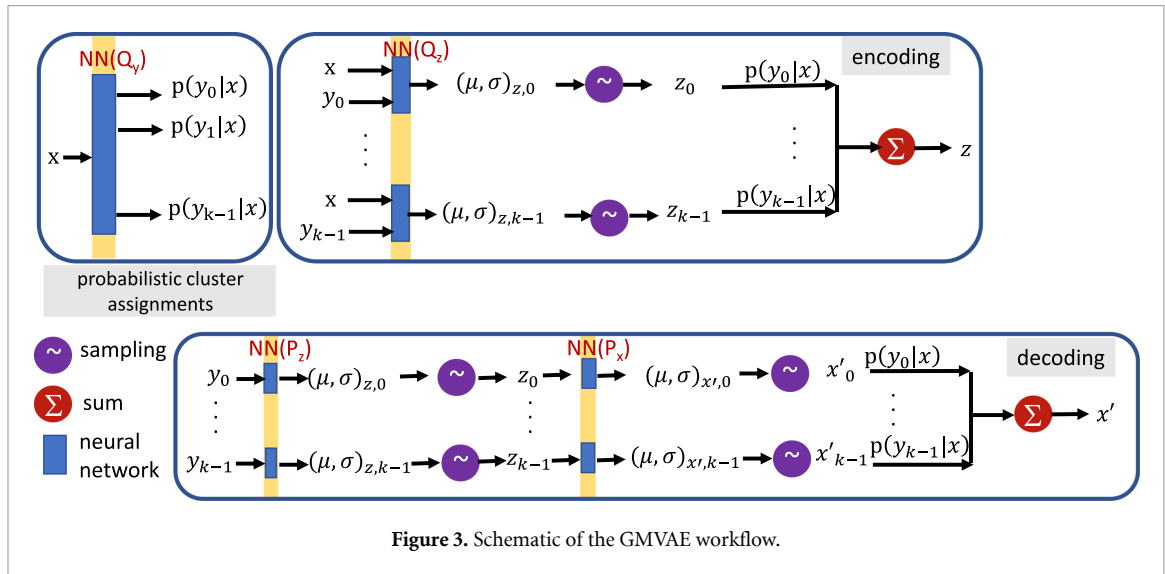 NN(Q_y)
x
p(y_0|x)
p(y_1|x)
p(y_{k−1}|x)
probabilistic cluster
assignments
NN(Q_z)
encoding
x
y_0
(μ, σ)_{z,0}
~
z_0
p(y_0|x)
⋮
⋮
Σ
z
x
y_{k−1}
(μ, σ)_{z,k−1}
~
z_{k−1}
p(y_{k−1}|x)
~
sampling
Σ
sum
neural
network
NN(P_z)
NN(P_x)
decoding
y_0
(μ, σ)_{z,0}
~
z_0
(μ, σ)_{x′,0}
~
x′_0
p(y_0|x)
⋮
⋮
⋮
Σ
x′
y_{k−1}
(μ, σ)_{z,k−1}
~
z_{k−1}
(μ, σ)_{x′,k−1}
~
x′_{k−1}
p(y_{k−1}|x)
Figure 3. Schematic of the GMVAE workflow.